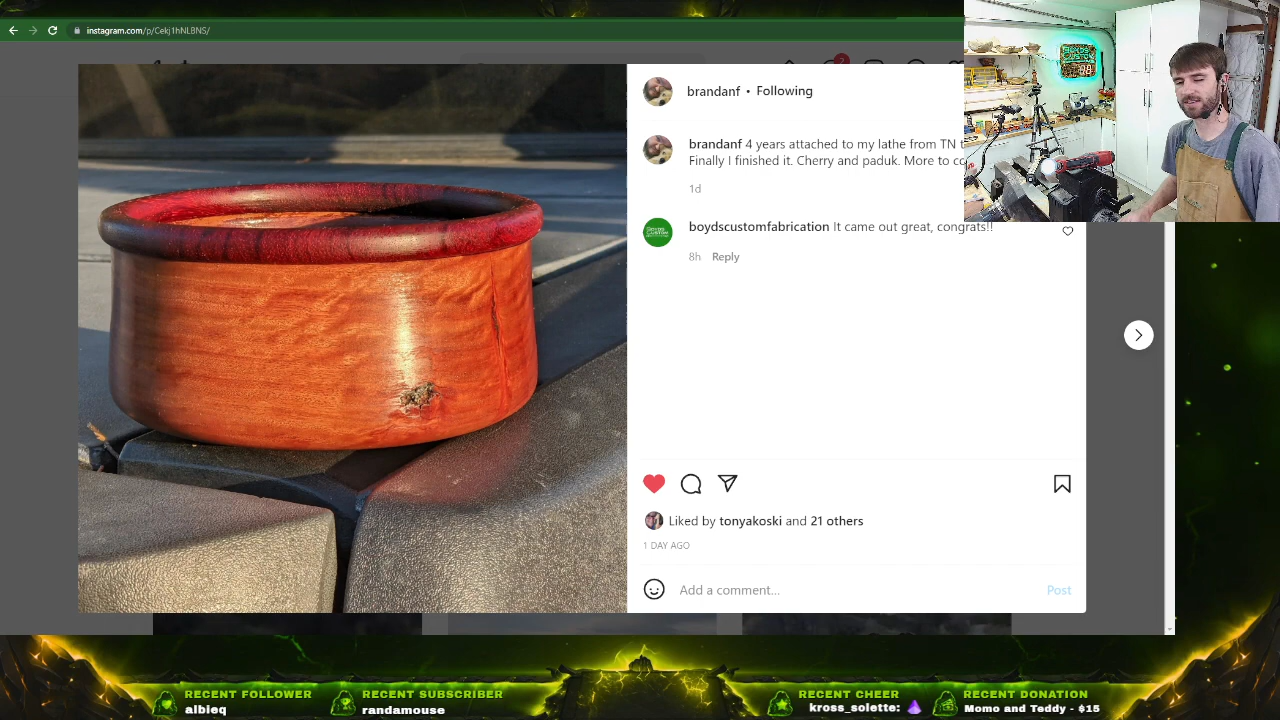 instagram.com/p/Cekj1hNLBNS/
brandanf • Following
brandanf 4 years attached to my lathe from TN
Finally I finished it. Cherry and paduk. More to
1d
boydscustomfabrication It came out great, congrats!!
8h Reply
Liked by tonyakoski and 21 others
1 DAY AGO
Add a comment...
Post
RECENT FOLLOWER
albieq
RECENT SUBSCRIBER
randamouse
RECENT CHEER
kross_solette:
RECENT DONATION
Momo and Teddy - $15